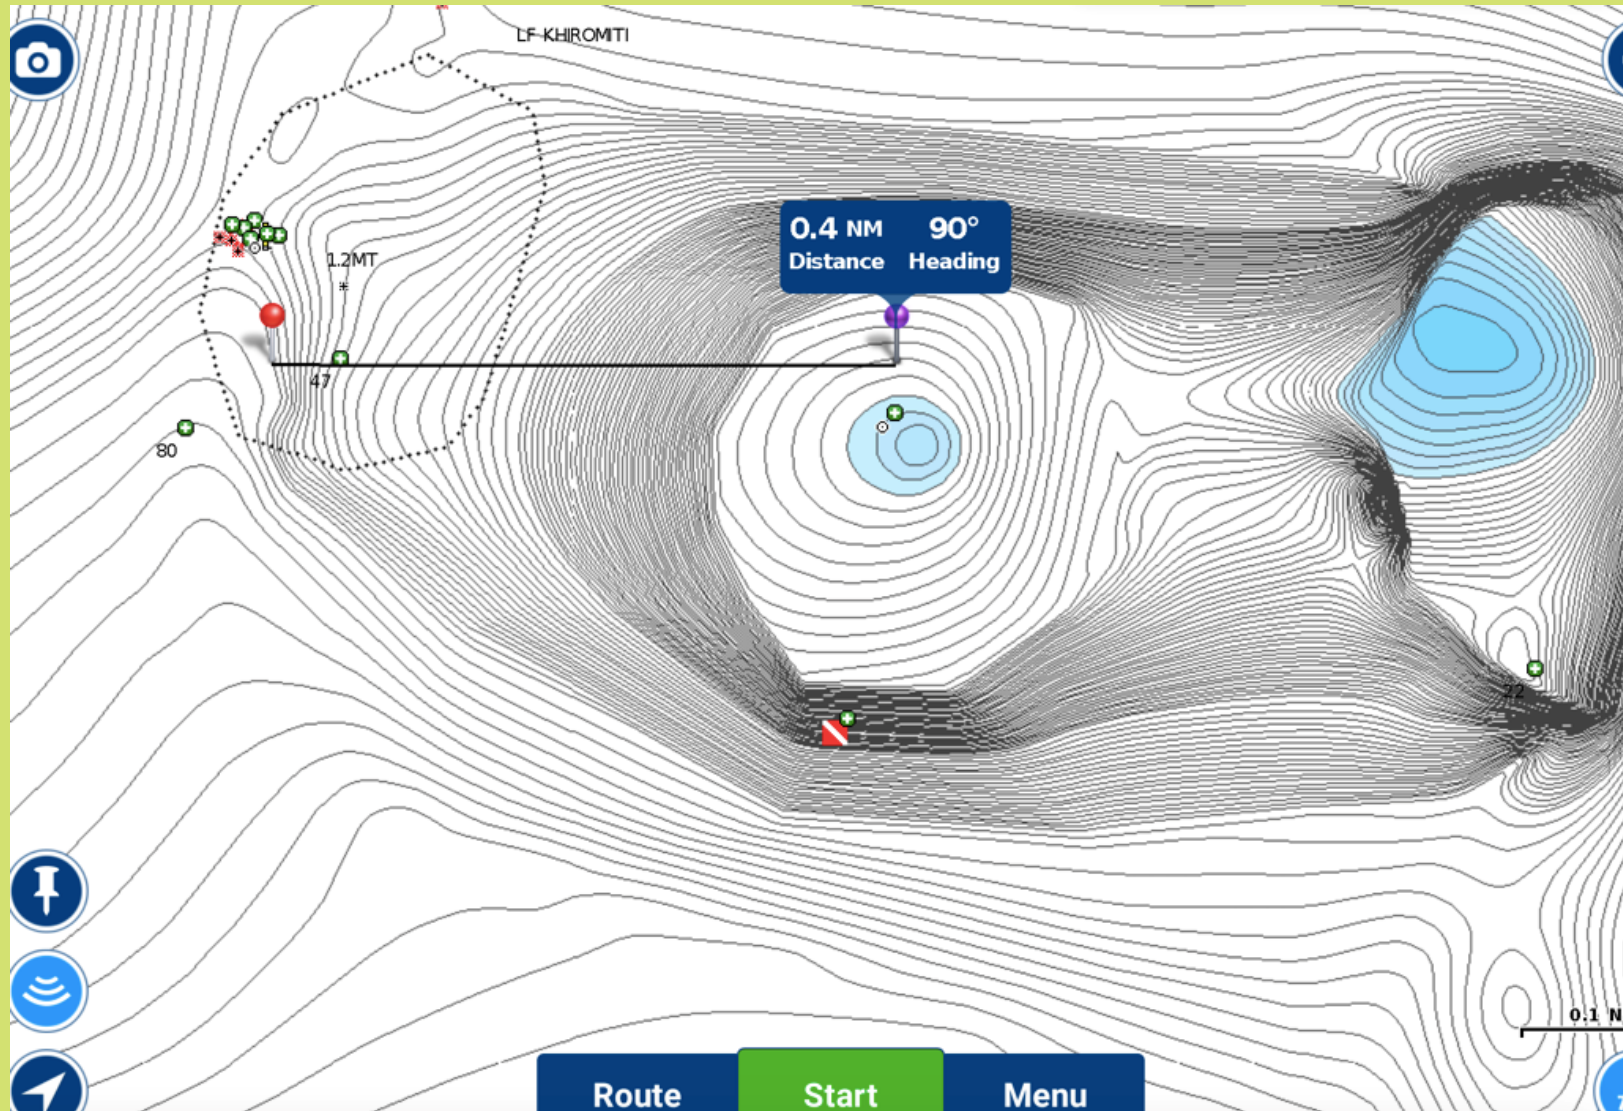 LF KHIROMITI
0.4 NM 90°
Distance Heading
1.2MT
47
80
22
0.1 N
Route Start Menu